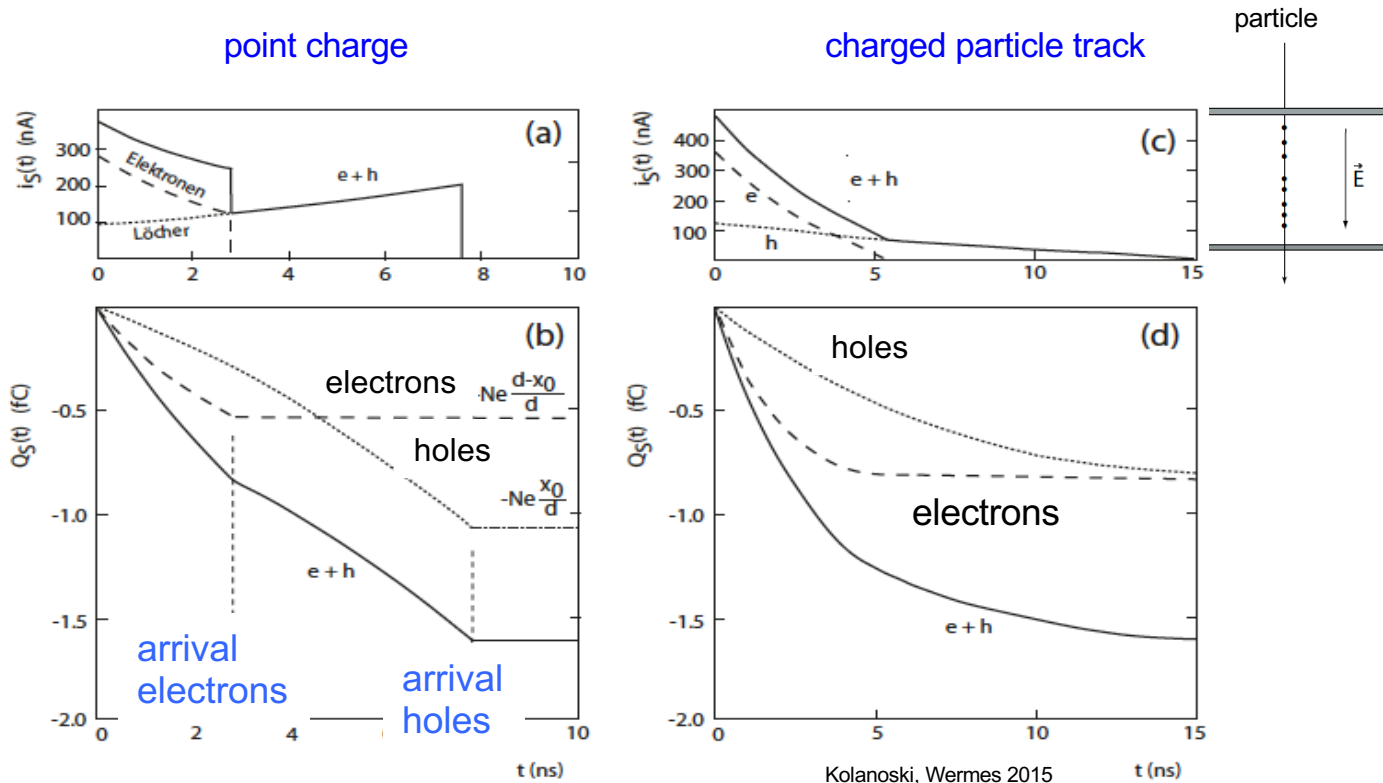 point charge
charged particle track
particle
(a)
i_S(t) (nA)
300
200
100
Elektronen
Löcher
e + h
0
2
4
6
8
10
(c)
i_S(t) (nA)
400
300
200
100
e + h
e
h
0
5
10
15
E⃗
(b)
Q_S(t) (fC)
-0.5
-1.0
-1.5
-2.0
electrons
-Ne (d-x_0)/d
holes
-Ne x_0/d
e + h
arrival
electrons
arrival
holes
0
2
4
10
t (ns)
(d)
Q_S(t) (fC)
-0.5
-1.0
-1.5
-2.0
holes
electrons
e + h
0
5
10
15
t (ns)
Kolanoski, Wermes 2015